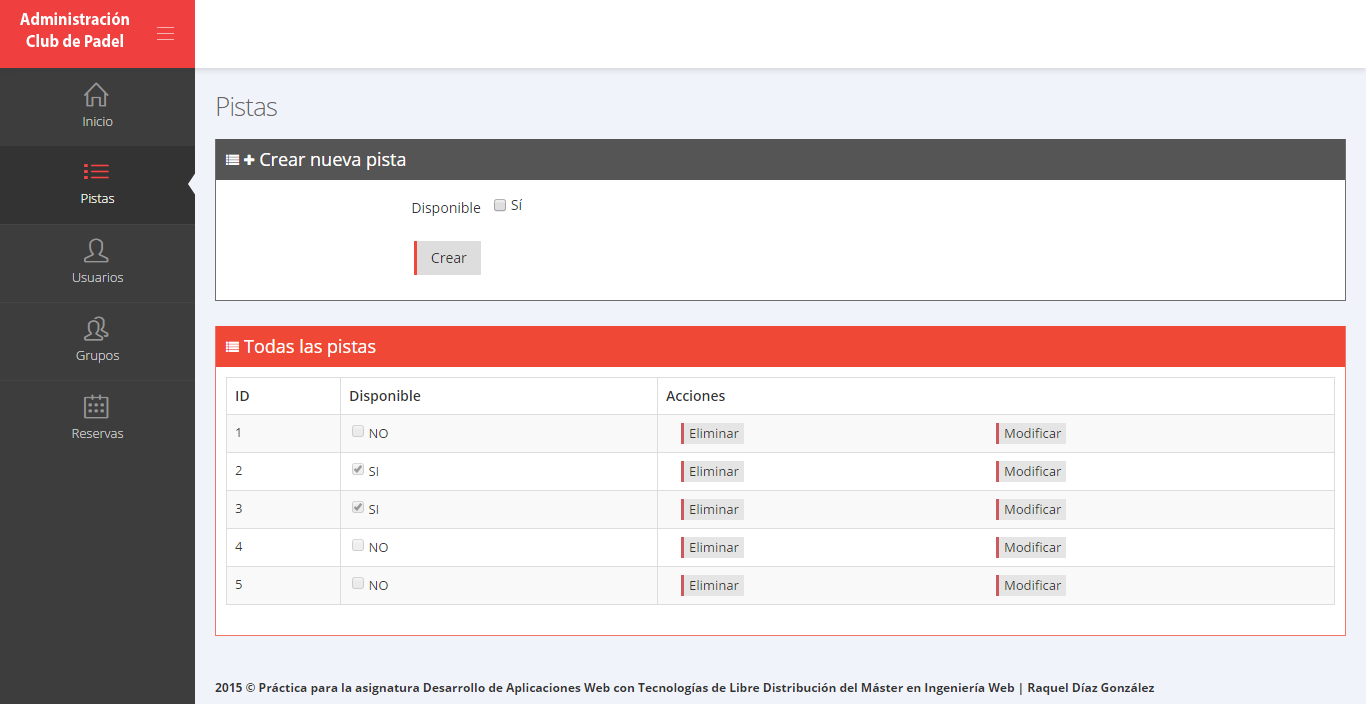 Administración
Club de Padel
Inicio
Pistas
Usuarios
Grupos
Reservas
Pistas
Crear nueva pista
Disponible Sí
Crear
Todas las pistas
ID Disponible Acciones
1 NO Eliminar Modificar
2 SI Eliminar Modificar
3 SI Eliminar Modificar
4 NO Eliminar Modificar
5 NO Eliminar Modificar
2015 © Práctica para la asignatura Desarrollo de Aplicaciones Web con Tecnologías de Libre Distribución del Máster en Ingeniería Web | Raquel Díaz González